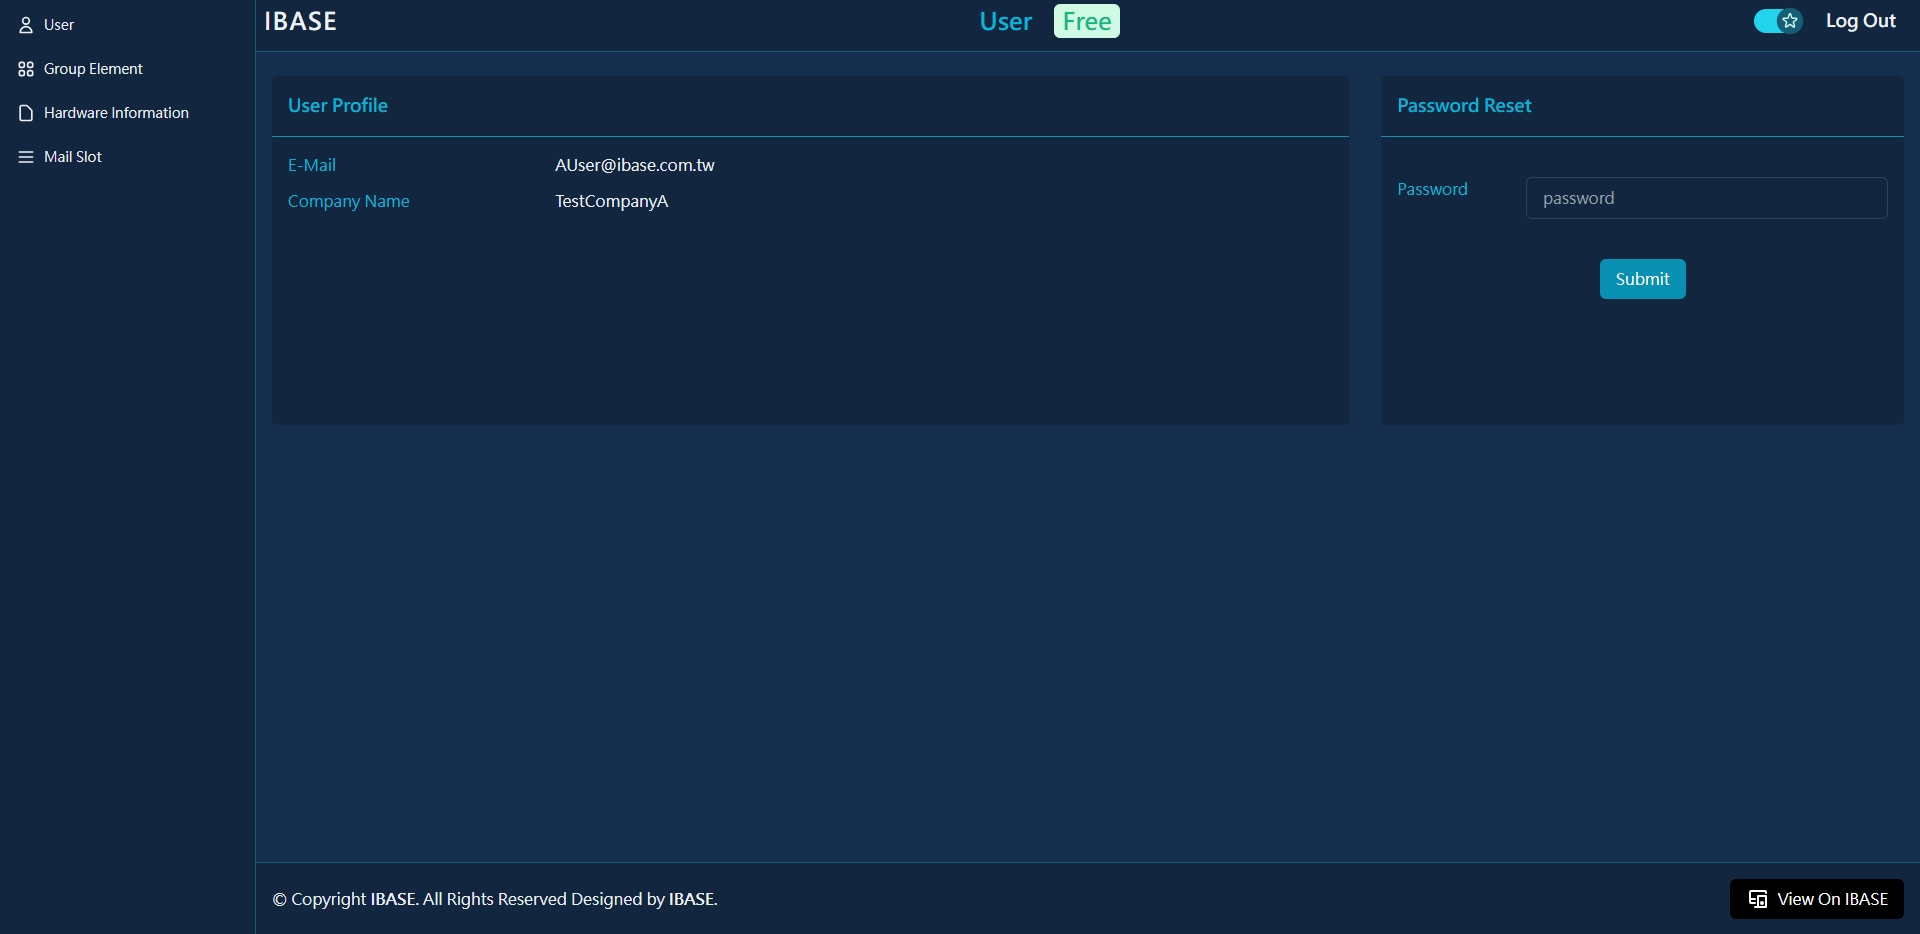 User
Group Element
Hardware Information
Mail Slot
IBASE
User Free
Log Out
User Profile
E-Mail AUser@ibase.com.tw
Company Name TestCompanyA
Password Reset
Password password
Submit
© Copyright IBASE. All Rights Reserved Designed by IBASE.
View On IBASE